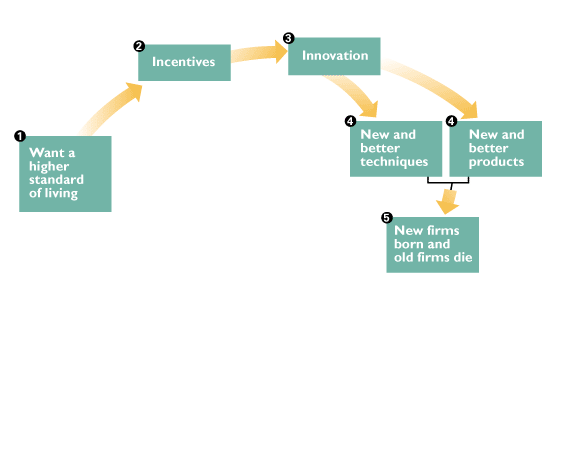 1
Want a
higher
standard
of living
2
Incentives
3
Innovation
4
New and
better
techniques
4
New and
better
products
5
New firms
born and
old firms die